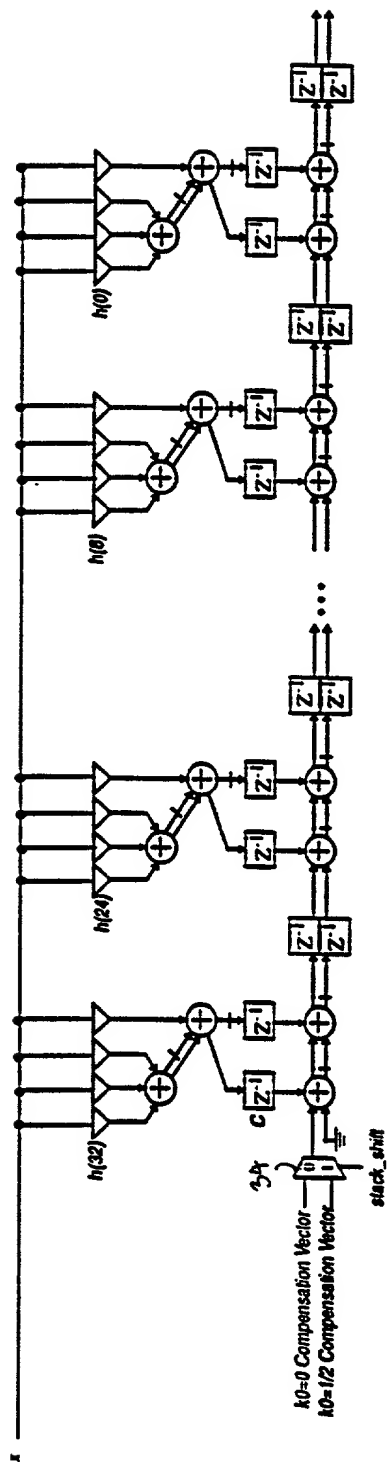 Z⁻¹
Z⁻¹
Z⁻¹
Z⁻¹
h(0)
Z⁻¹
Z⁻¹
Z⁻¹
Z⁻¹
h(8)
...
Z⁻¹
Z⁻¹
Z⁻¹
Z⁻¹
h(24)
Z⁻¹
Z⁻¹
Z⁻¹
Z⁻¹
h(32)
C
34
stack_shift
k0=0 Compensation Vector
k0=1/2 Compensation Vector
x